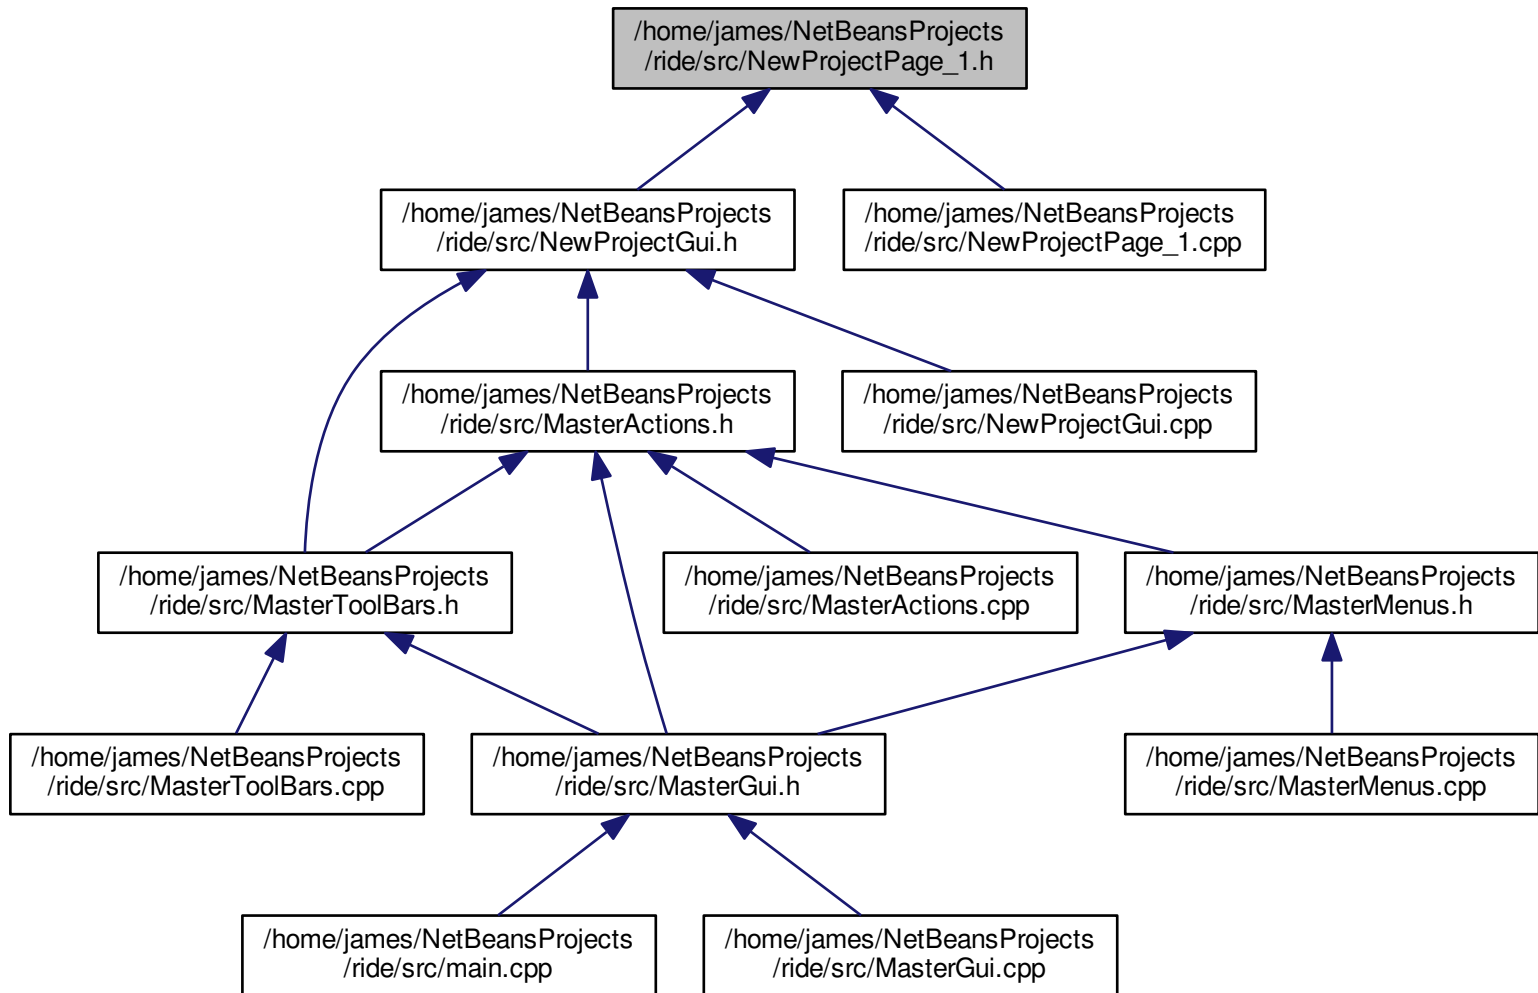 /home/james/NetBeansProjects
/ride/src/NewProjectPage_1.h
/home/james/NetBeansProjects
/ride/src/NewProjectGui.h
/home/james/NetBeansProjects
/ride/src/NewProjectPage_1.cpp
/home/james/NetBeansProjects
/ride/src/MasterActions.h
/home/james/NetBeansProjects
/ride/src/NewProjectGui.cpp
/home/james/NetBeansProjects
/ride/src/MasterToolBars.h
/home/james/NetBeansProjects
/ride/src/MasterActions.cpp
/home/james/NetBeansProjects
/ride/src/MasterMenus.h
/home/james/NetBeansProjects
/ride/src/MasterToolBars.cpp
/home/james/NetBeansProjects
/ride/src/MasterGui.h
/home/james/NetBeansProjects
/ride/src/MasterMenus.cpp
/home/james/NetBeansProjects
/ride/src/main.cpp
/home/james/NetBeansProjects
/ride/src/MasterGui.cpp